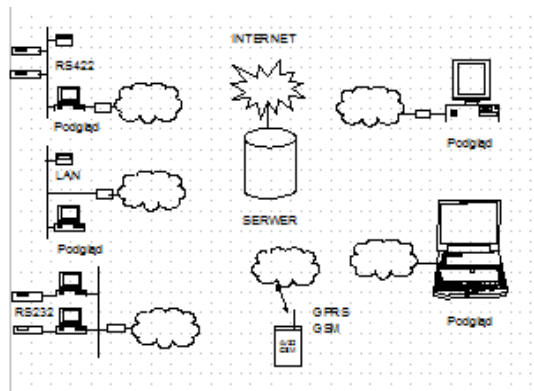 INTERNET
RS422
Podgląd
LAN
Podgląd
RS232
SERWER
GPRS
GSM
Podgląd
Podgląd